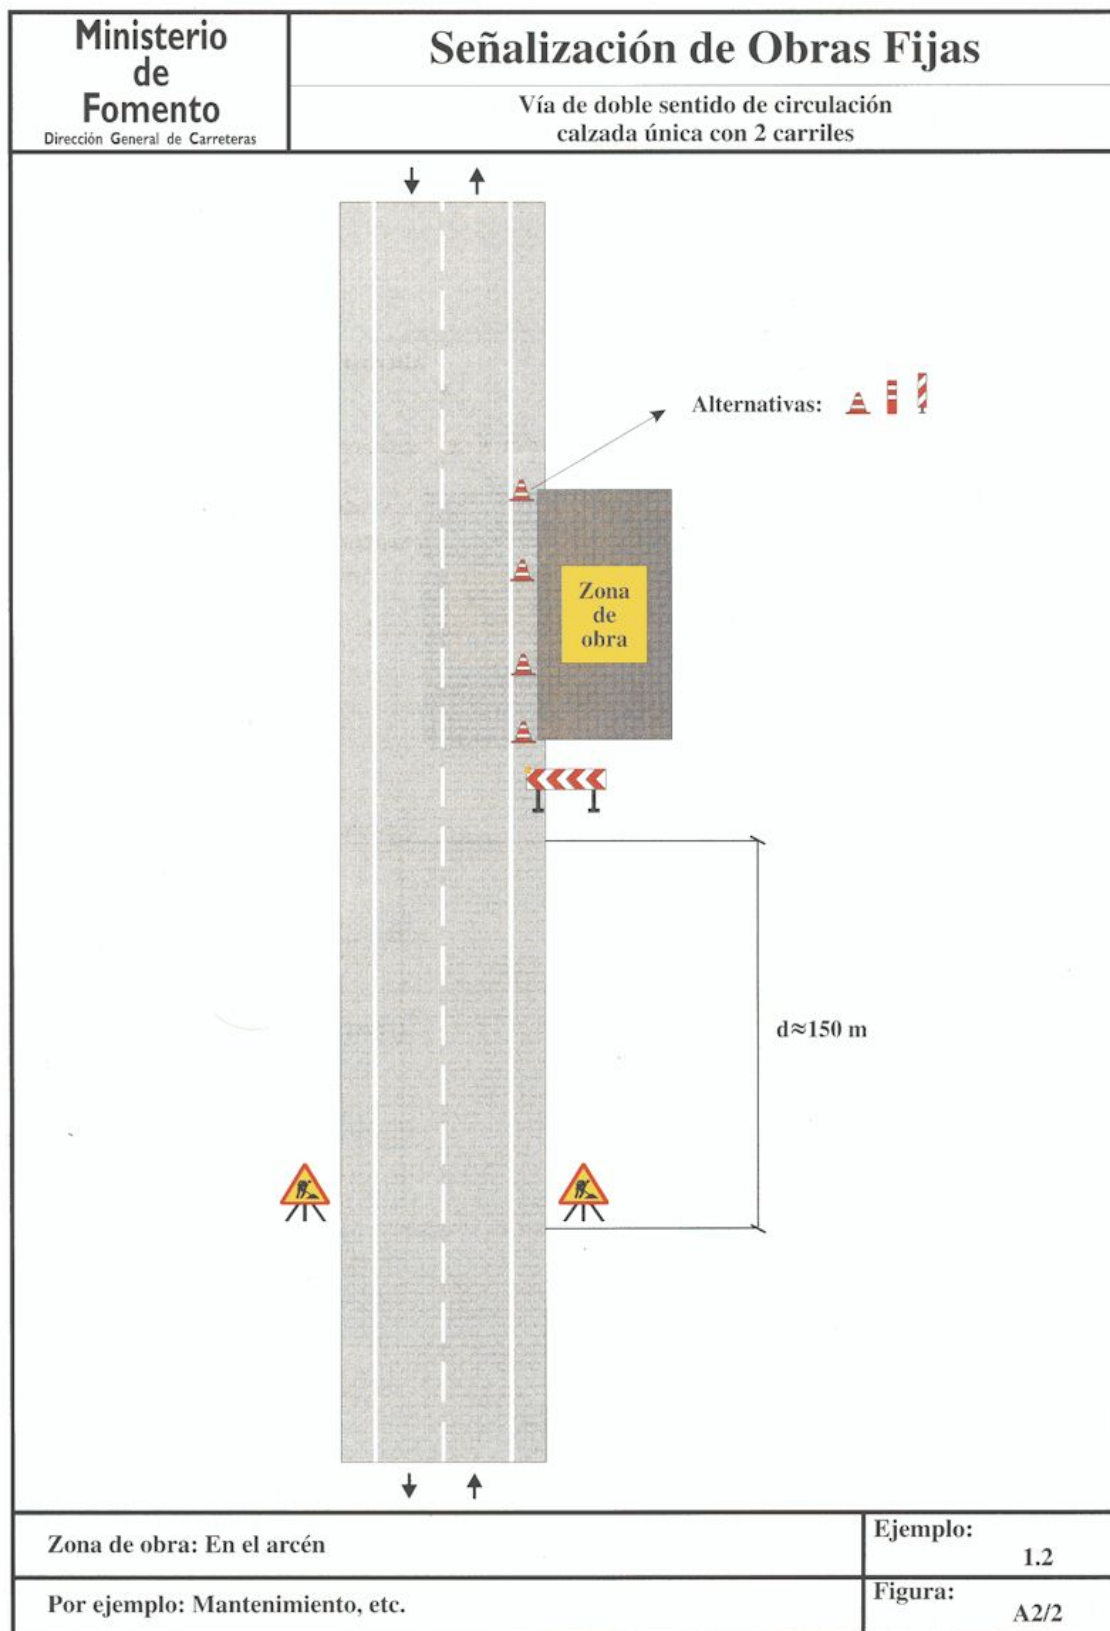 Ministerio
de
Fomento
Dirección General de Carreteras
Señalización de Obras Fijas
Vía de doble sentido de circulación
calzada única con 2 carriles
Alternativas:
Zona
de
obra
d≈150 m
Zona de obra: En el arcén
Ejemplo:
1.2
Por ejemplo: Mantenimiento, etc.
Figura:
A2/2